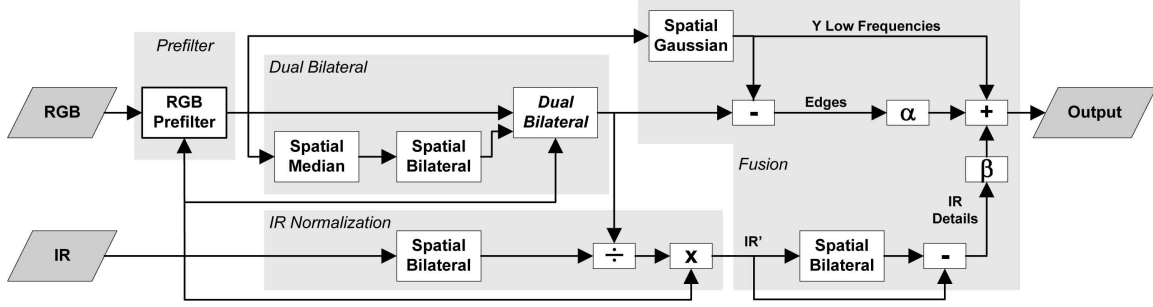 Prefilter
Spatial
Gaussian
Y Low Frequencies
Dual Bilateral
RGB
RGB
Prefilter
Dual
Bilateral
-
Edges
α
+
Output
Spatial
Median
Spatial
Bilateral
Fusion
β
IR
Details
IR Normalization
IR
Spatial
Bilateral
÷
x
IR'
Spatial
Bilateral
-